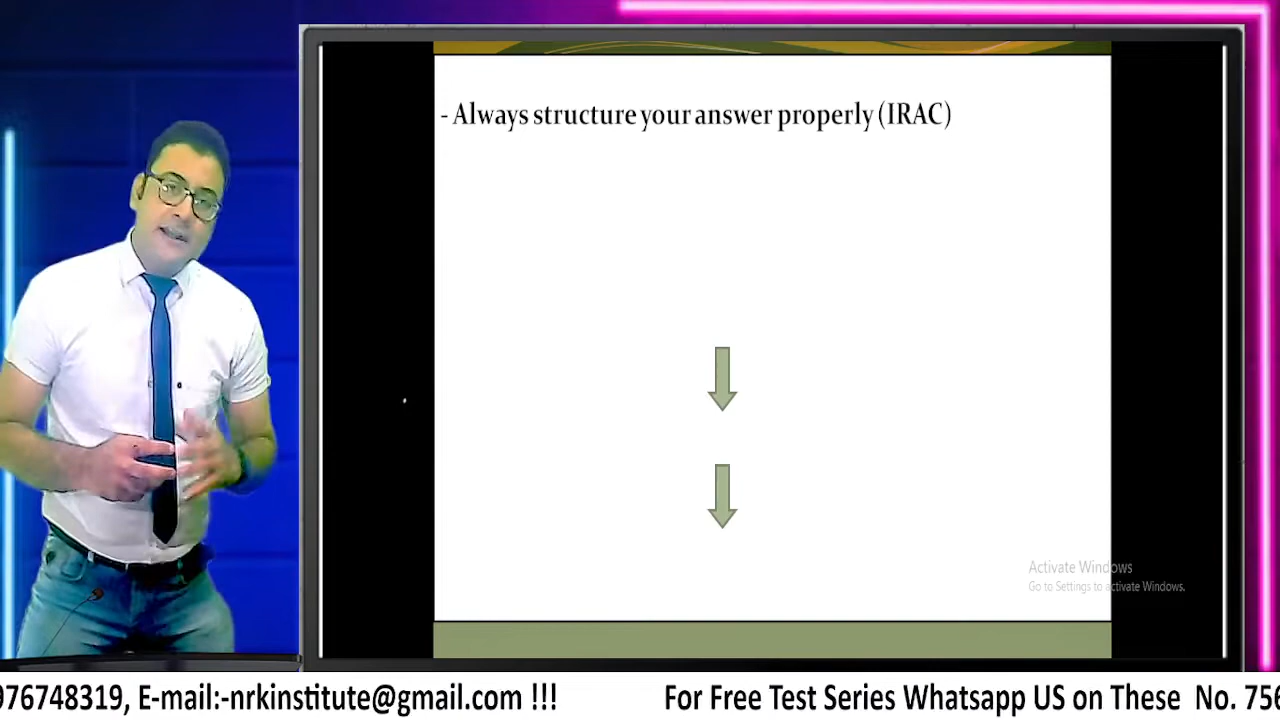 - Always structure your answer properly (IRAC)
Activate Windows
Go to Settings to activate Windows.
976748319, E-mail:-nrkinstitute@gmail.com !!! For Free Test Series Whatsapp US on These No. 756